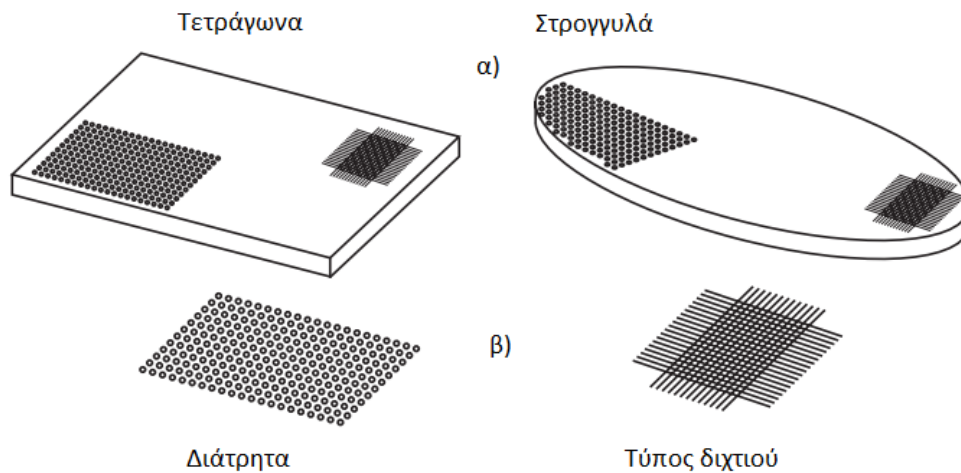 Τετράγωνα
Στρογγυλά
α)
β)
Διάτρητα
Τύπος διχτιού